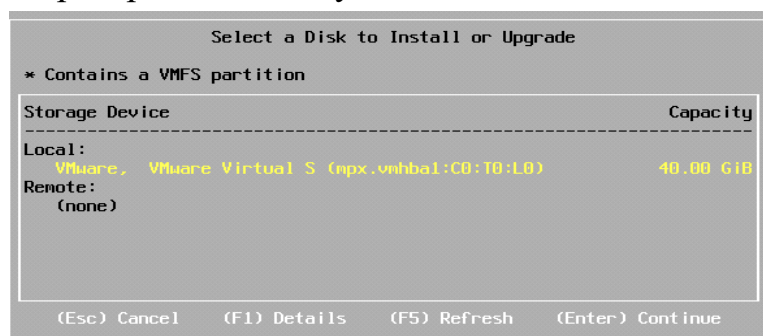 Select a Disk to Install or Upgrade
* Contains a VMFS partition
Storage Device Capacity
Local:
VMware, VMware Virtual S (mpx.vmhba1:C0:T0:L0) 40.00 GiB
Remote:
(none)
(Esc) Cancel (F1) Details (F5) Refresh (Enter) Continue